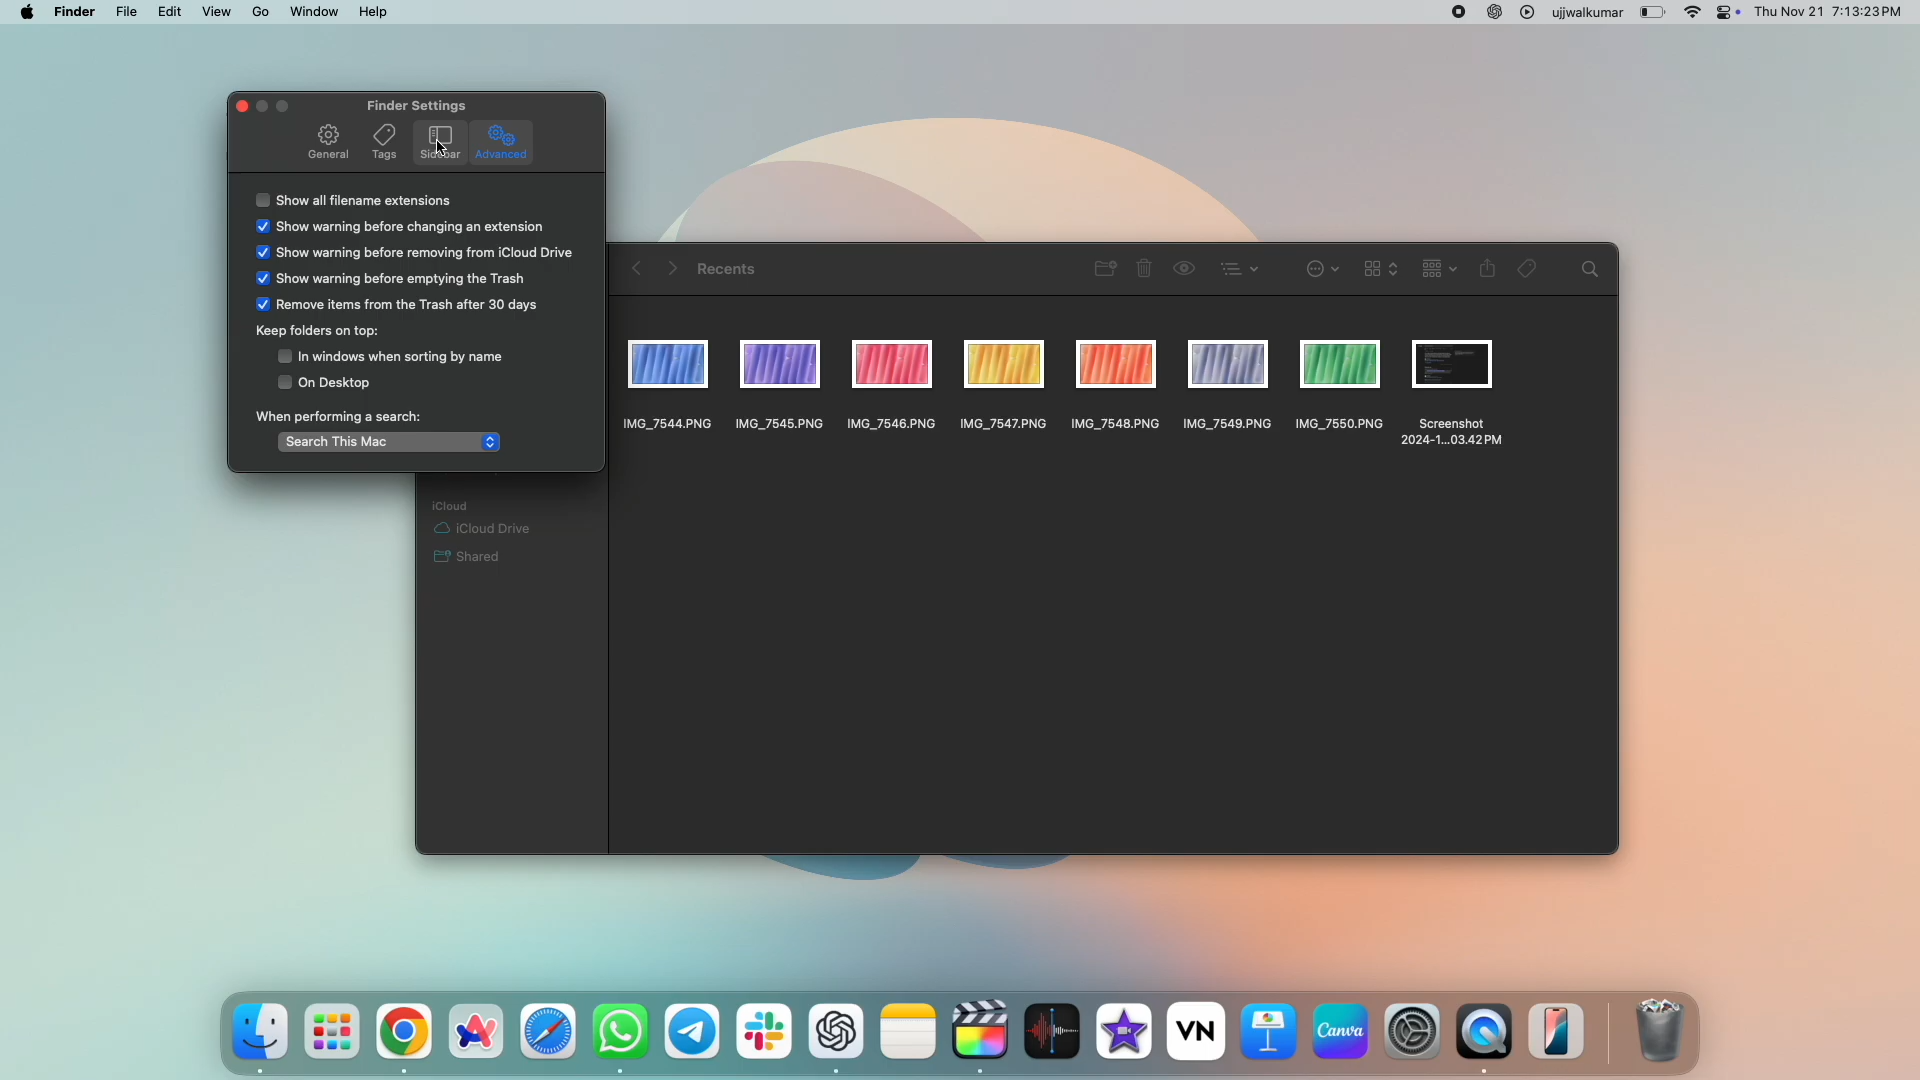 Finder File Edit View Go Window Help
ujjwalkumar Thu Nov 21 7:13:23 PM
Finder Settings
General Tags Sidebar Advanced
Show all filename extensions
Show warning before changing an extension
Show warning before removing from iCloud Drive
Show warning before emptying the Trash
Remove items from the Trash after 30 days
Keep folders on top:
In windows when sorting by name
On Desktop
When performing a search:
Search This Mac
Recents
IMG_7544.PNG IMG_7545.PNG IMG_7546.PNG IMG_7547.PNG IMG_7548.PNG IMG_7549.PNG IMG_7550.PNG Screenshot
2024-1...03.42 PM
iCloud
iCloud Drive
Shared
VN
Canva